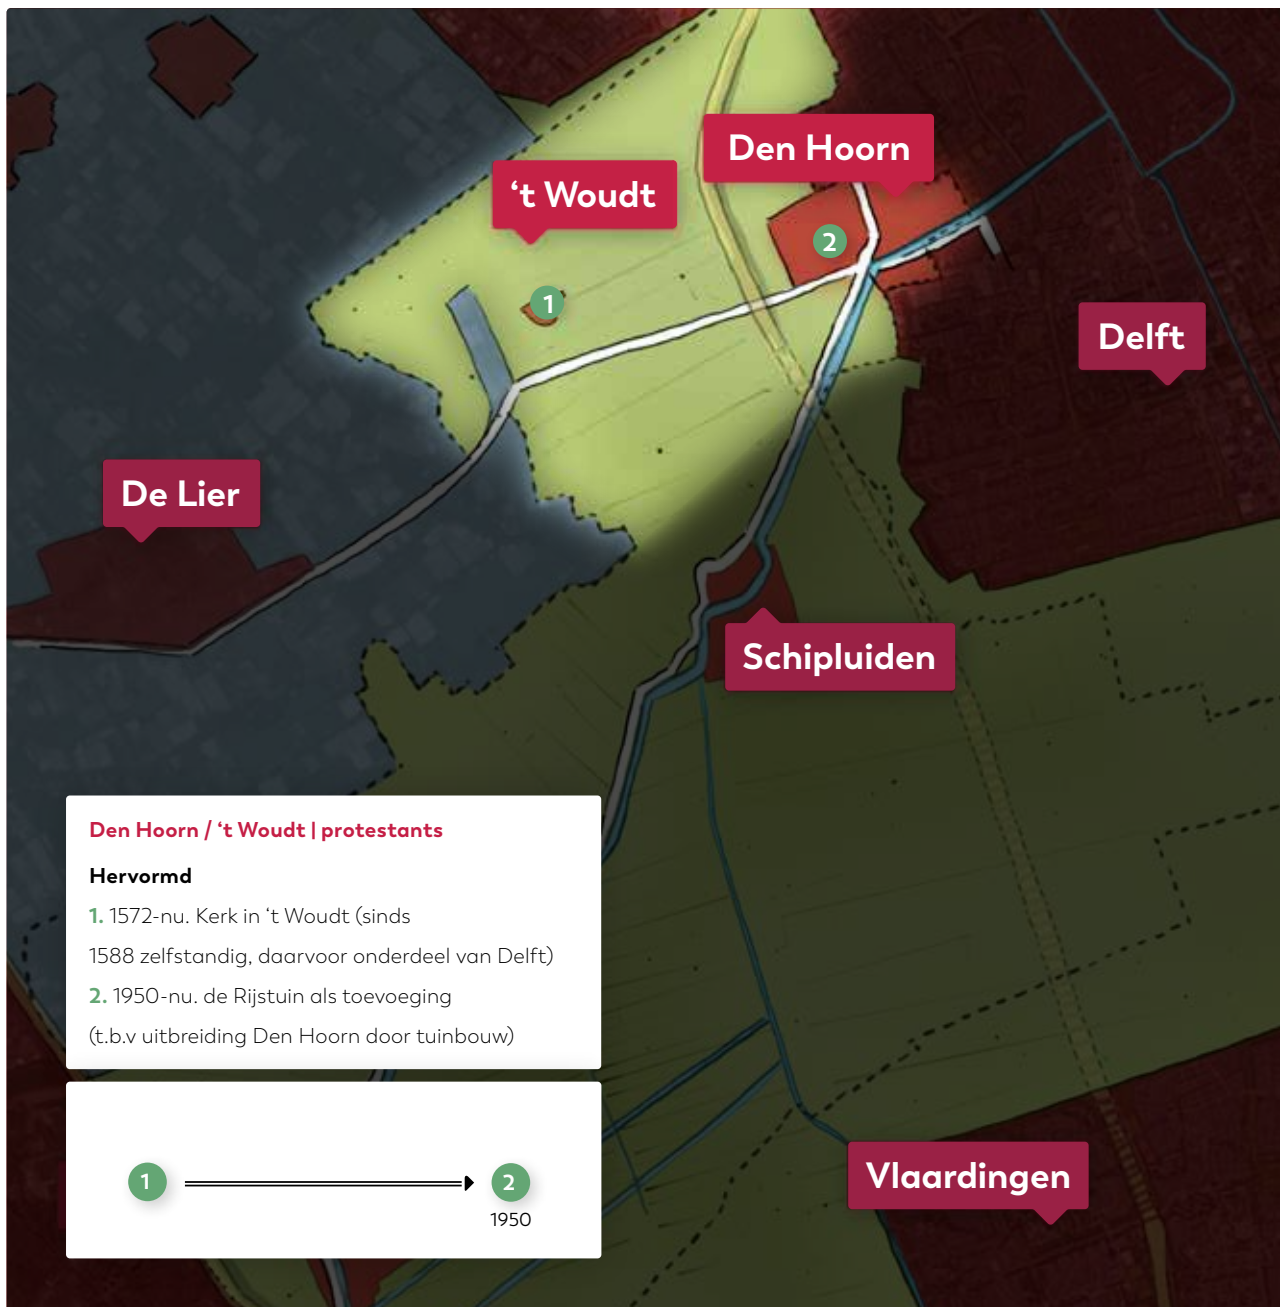 Den Hoorn
‘t Woudt
2
1
Delft
De Lier
Schipluiden
Den Hoorn / ‘t Woudt | protestants
Hervormd
1. 1572-nu. Kerk in ‘t Woudt (sinds
1588 zelfstandig, daarvoor onderdeel van Delft)
2. 1950-nu. de Rijstuin als toevoeging
(t.b.v uitbreiding Den Hoorn door tuinbouw)
Vlaardingen
1 2
1950